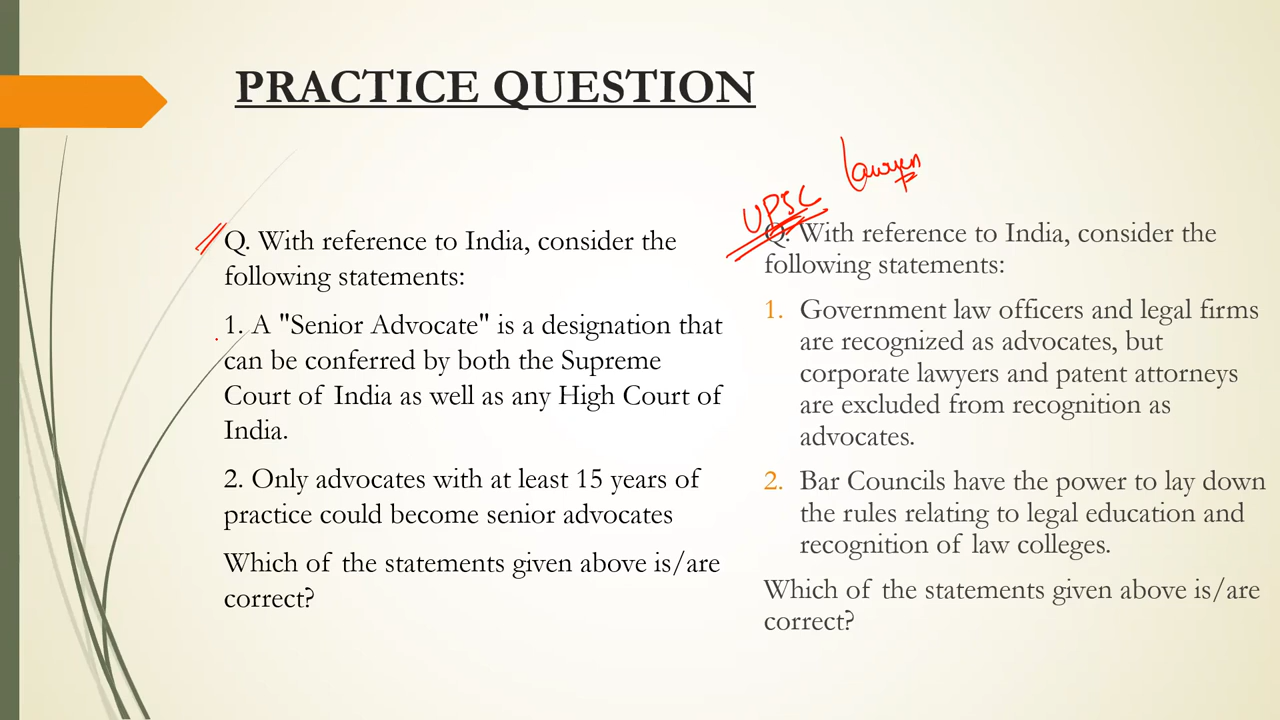 PRACTICE QUESTION
Q. With reference to India, consider the
following statements:
1. A "Senior Advocate" is a designation that
can be conferred by both the Supreme
Court of India as well as any High Court of
India.
2. Only advocates with at least 15 years of
practice could become senior advocates
Which of the statements given above is/are
correct?
lawyer
UPSC
Q. With reference to India, consider the
following statements:
1. Government law officers and legal firms
are recognized as advocates, but
corporate lawyers and patent attorneys
are excluded from recognition as
advocates.
2. Bar Councils have the power to lay down
the rules relating to legal education and
recognition of law colleges.
Which of the statements given above is/are
correct?